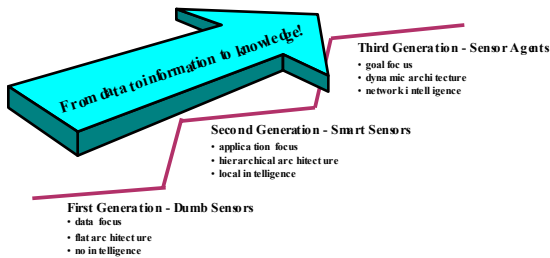 From data to information to knowledge!
Third Generation - Sensor Agents
• goal focus
• dynamic architecture
• network intelligence
Second Generation - Smart Sensors
• application focus
• hierarchical architecture
• local intelligence
First Generation - Dumb Sensors
• data focus
• flat architecture
• no intelligence